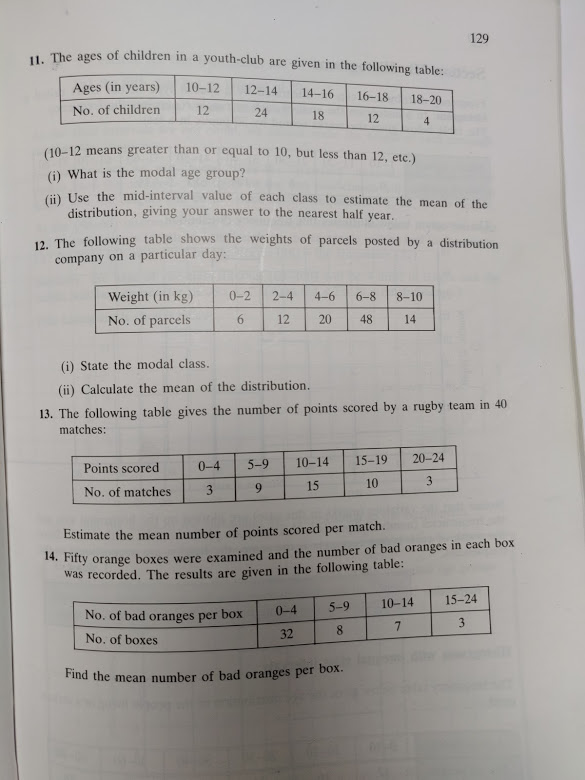 129
11. The ages of children in a youth-club are given in the following table:
Ages (in years) 10–12 12–14 14–16 16–18 18–20
No. of children 12 24 18 12 4
(10–12 means greater than or equal to 10, but less than 12, etc.)
(i) What is the modal age group?
(ii) Use the mid-interval value of each class to estimate the mean of the
distribution, giving your answer to the nearest half year.
12. The following table shows the weights of parcels posted by a distribution
company on a particular day:
Weight (in kg) 0–2 2–4 4–6 6–8 8–10
No. of parcels 6 12 20 48 14
(i) State the modal class.
(ii) Calculate the mean of the distribution.
13. The following table gives the number of points scored by a rugby team in 40
matches:
Points scored 0–4 5–9 10–14 15–19 20–24
No. of matches 3 9 15 10 3
Estimate the mean number of points scored per match.
14. Fifty orange boxes were examined and the number of bad oranges in each box
was recorded. The results are given in the following table:
No. of bad oranges per box 0–4 5–9 10–14 15–24
No. of boxes 32 8 7 3
Find the mean number of bad oranges per box.